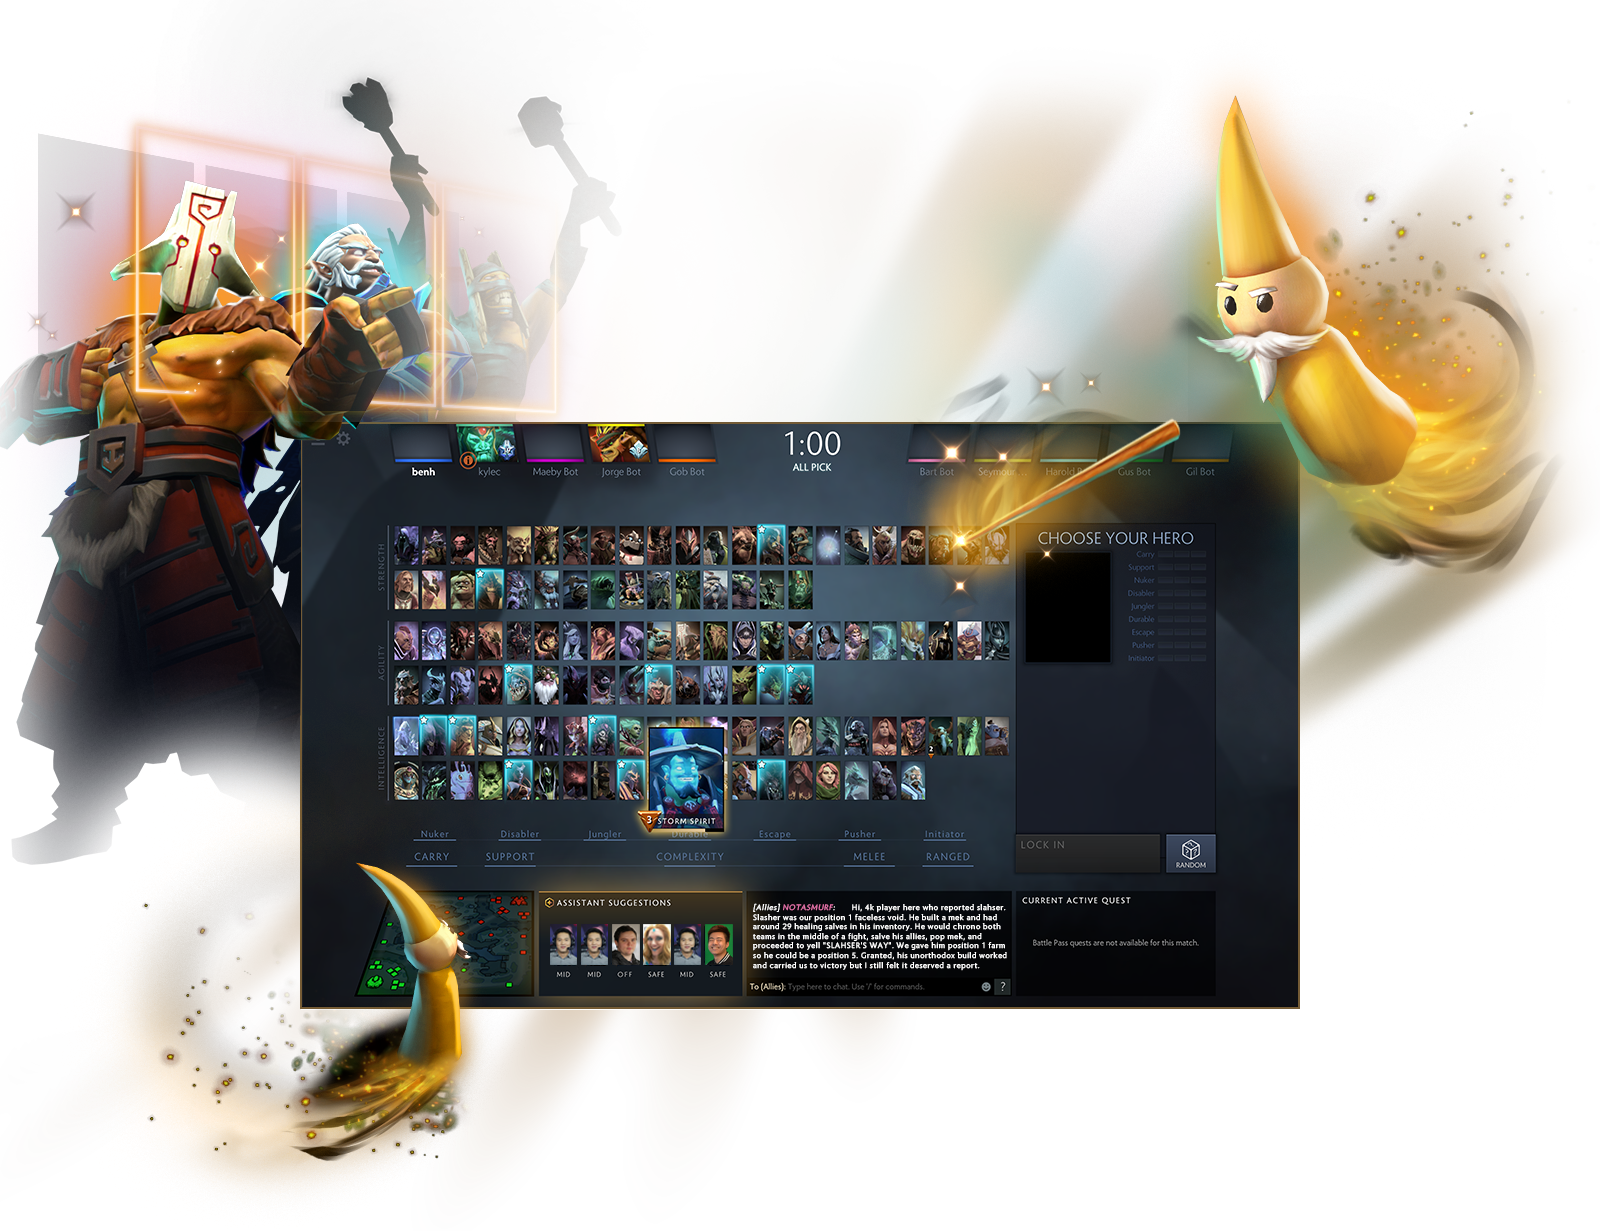 1:00
ALL PICK
benh
kylec
Maeby Bot
Jorge Bot
Gob Bot
Bart Bot
Seymour
Harold
Gus Bot
Gil Bot
STRENGTH
AGILITY
INTELLIGENCE
CHOOSE YOUR HERO
Carry
Support
Nuker
Disabler
Jungler
Durable
Escape
Pusher
Initiator
2
3 STORM SPIRIT
Nuker Disabler Jungler Durable Escape Pusher Initiator
CARRY SUPPORT COMPLEXITY MELEE RANGED
LOCK IN
RANDOM
ASSISTANT SUGGESTIONS
MID MID OFF SAFE MID SAFE
[Allies] NOTASMURF: Hi, 4k player here who reported slahser.
Slasher was our position 1 faceless void. He built a mek and had
around 29 healing salves in his inventory. He would chrono both
teams in the middle of a fight, salve his allies, pop mek, and
proceeded to yell "SLAHSER'S WAY". We gave him position 1 farm
so he could be a position 5. Granted, his unorthodox build worked
and carried us to victory but I still felt it deserved a report.
To (Allies): Type here to chat. Use '/' for commands.
?
CURRENT ACTIVE QUEST
Battle Pass quests are not available for this match.